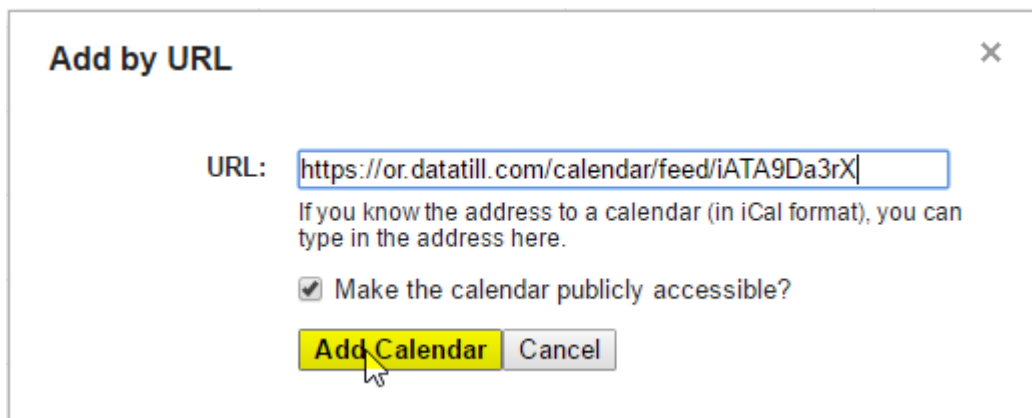 Add by URL
URL: https://or.datatill.com/calendar/feed/iATA9Da3rX
If you know the address to a calendar (in iCal format), you can
type in the address here.
Make the calendar publicly accessible?
Add Calendar Cancel